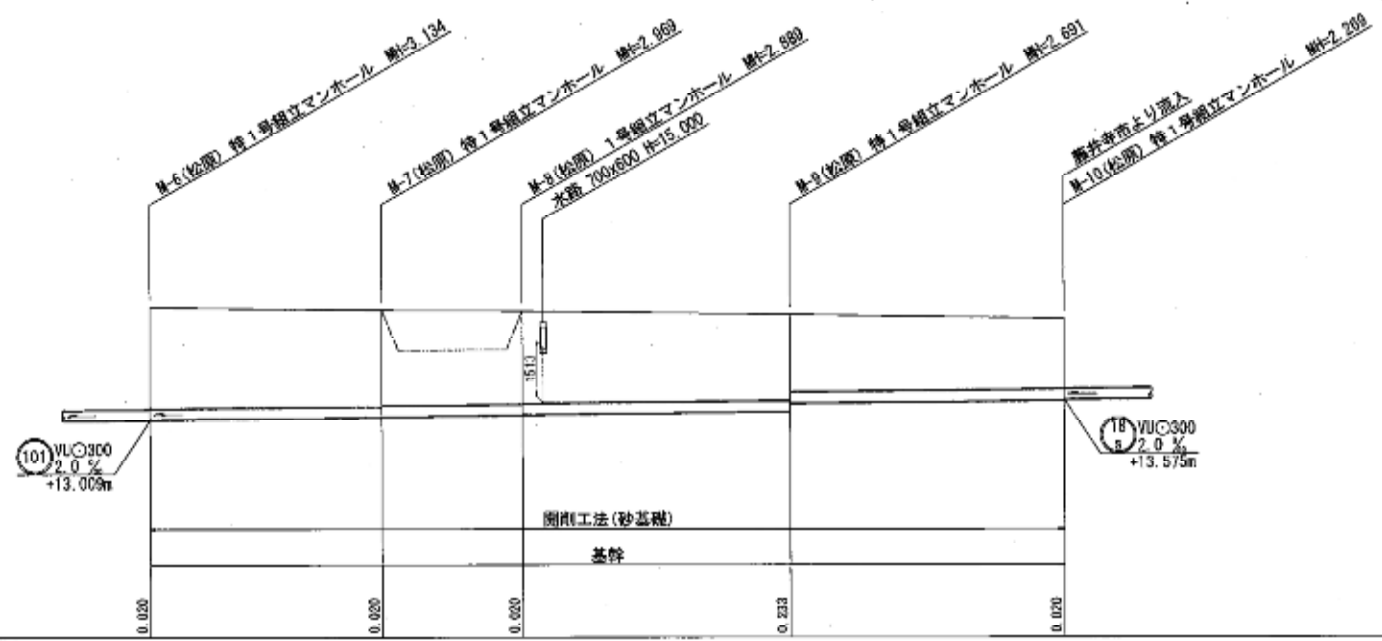 M-6(松原) 特1号組立マンホール MH=3.134
M-7(松原) 特1号組立マンホール MH=2.969
M-8(松原) 1号組立マンホール MH=2.889
水路 700x600 H=15.000
M-9(松原) 特1号組立マンホール MH=2.691
藤井寺市より流入
M-10(松原) 特1号組立マンホール MH=2.269
1513
101
VU○300
2.0 ‰
+13.009m
18
VU○300
2.0 ‰
+13.575m
開削工法(砂基礎)
基幹
0.020
0.020
0.020
0.233
0.020